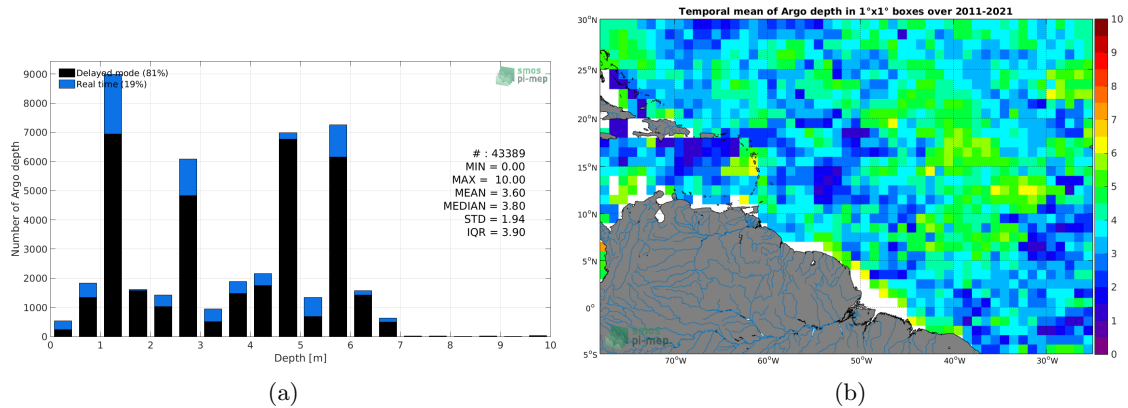 Delayed mode (81%)
Real time (19%)
smos
pi-mep
9000
8000
7000
6000
5000
4000
3000
2000
1000
0
Number of Argo depth
# : 43389
MIN = 0.00
MAX = 10.00
MEAN = 3.60
MEDIAN = 3.80
STD = 1.94
IQR = 3.90
0 1 2 3 4 5 6 7 8 9 10
Depth [m]
(a)
Temporal mean of Argo depth in 1°x1° boxes over 2011-2021
30°N
25°N
20°N
15°N
10°N
5°N
0°
5°S
70°W 60°W 50°W 40°W 30°W
smos
pi-mep
10
9
8
7
6
5
4
3
2
1
0
(b)